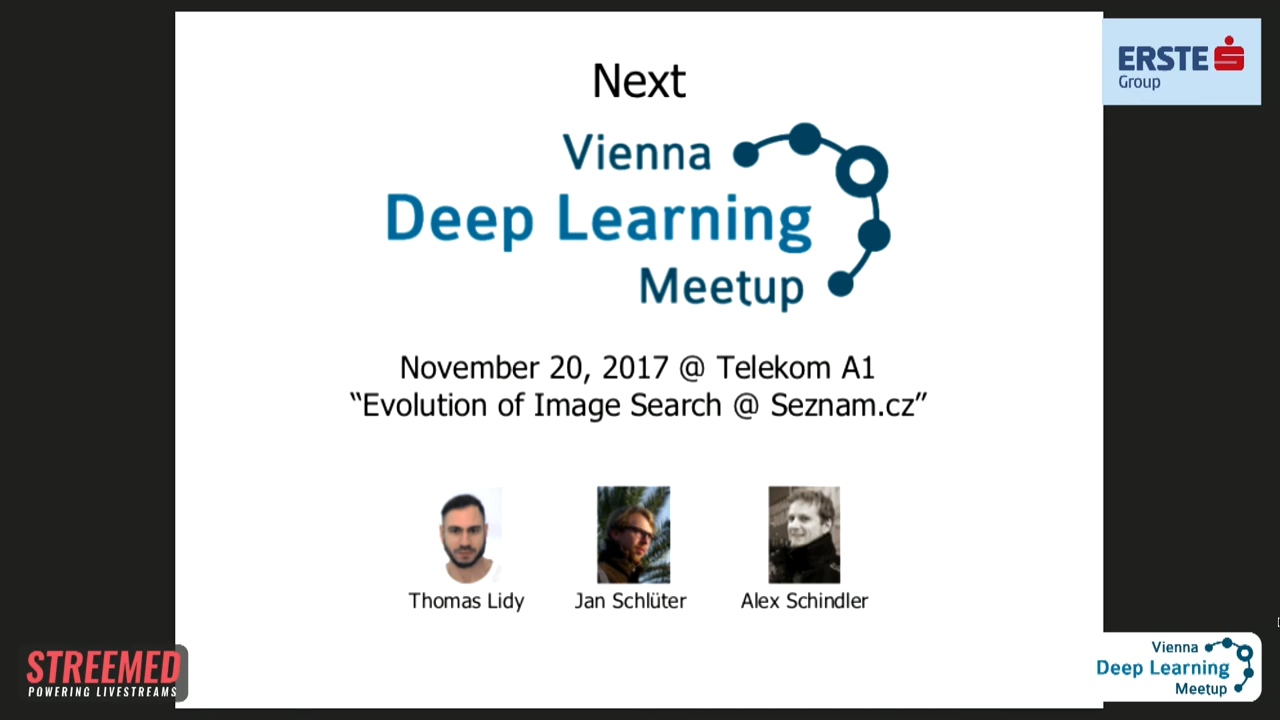 Next
Vienna
Deep Learning
Meetup
November 20, 2017 @ Telekom A1
“Evolution of Image Search @ Seznam.cz”
Thomas Lidy
Jan Schlüter
Alex Schindler
ERSTE
Group
STREEMED
POWERING LIVESTREAMS
Vienna
Deep Learning
Meetup